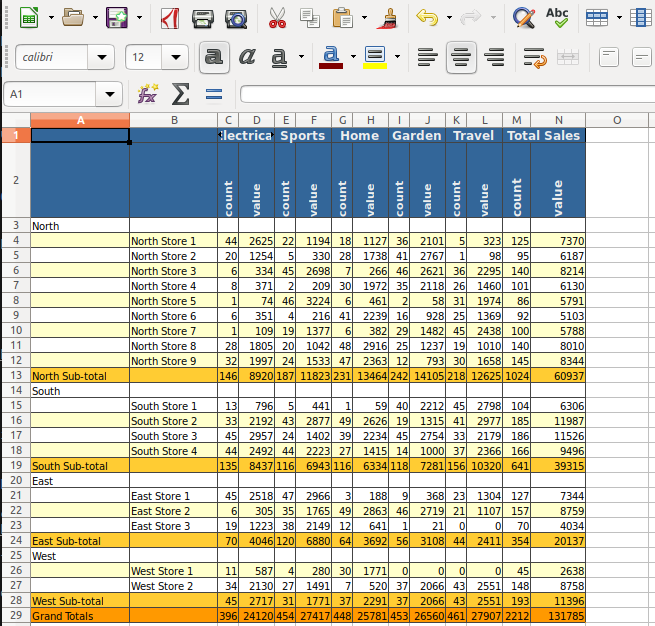 Abc
calibri 12 a a a a
A1 fx Σ =
A B C D E F G H I J K L M N O
1 lectrica Sports Home Garden Travel Total Sales
2 count value count value count value count value count value count value
3 North
4 North Store 1 44 2625 22 1194 18 1127 36 2101 5 323 125 7370
5 North Store 2 20 1254 5 330 28 1738 41 2767 1 98 95 6187
6 North Store 3 6 334 45 2698 7 266 46 2621 36 2295 140 8214
7 North Store 4 8 371 2 209 30 1972 35 2118 26 1460 101 6130
8 North Store 5 1 74 46 3224 6 461 2 58 31 1974 86 5791
9 North Store 6 6 351 4 216 41 2239 16 928 25 1369 92 5103
10 North Store 7 1 109 19 1377 6 382 29 1482 45 2438 100 5788
11 North Store 8 28 1805 20 1042 48 2916 25 1237 19 1010 140 8010
12 North Store 9 32 1997 24 1533 47 2363 12 793 30 1658 145 8344
13 North Sub-total 146 8920 187 11823 231 13464 242 14105 218 12625 1024 60937
14 South
15 South Store 1 13 796 5 441 1 59 40 2212 45 2798 104 6306
16 South Store 2 33 2192 43 2877 49 2626 19 1315 41 2977 185 11987
17 South Store 3 45 2957 24 1402 39 2234 45 2754 33 2179 186 11526
18 South Store 4 44 2492 44 2223 27 1415 14 1000 37 2366 166 9496
19 South Sub-total 135 8437 116 6943 116 6334 118 7281 156 10320 641 39315
20 East
21 East Store 1 45 2518 47 2966 3 188 9 368 23 1304 127 7344
22 East Store 2 6 305 35 1765 49 2863 46 2719 21 1107 157 8759
23 East Store 3 19 1223 38 2149 12 641 1 21 0 0 70 4034
24 East Sub-total 70 4046 120 6880 64 3692 56 3108 44 2411 354 20137
25 West
26 West Store 1 11 587 4 280 30 1771 0 0 0 0 45 2638
27 West Store 2 34 2130 27 1491 7 520 37 2066 43 2551 148 8758
28 West Sub-total 45 2717 31 1771 37 2291 37 2066 43 2551 193 11396
29 Grand Totals 396 24120 454 27417 448 25781 453 26560 461 27907 2212 131785